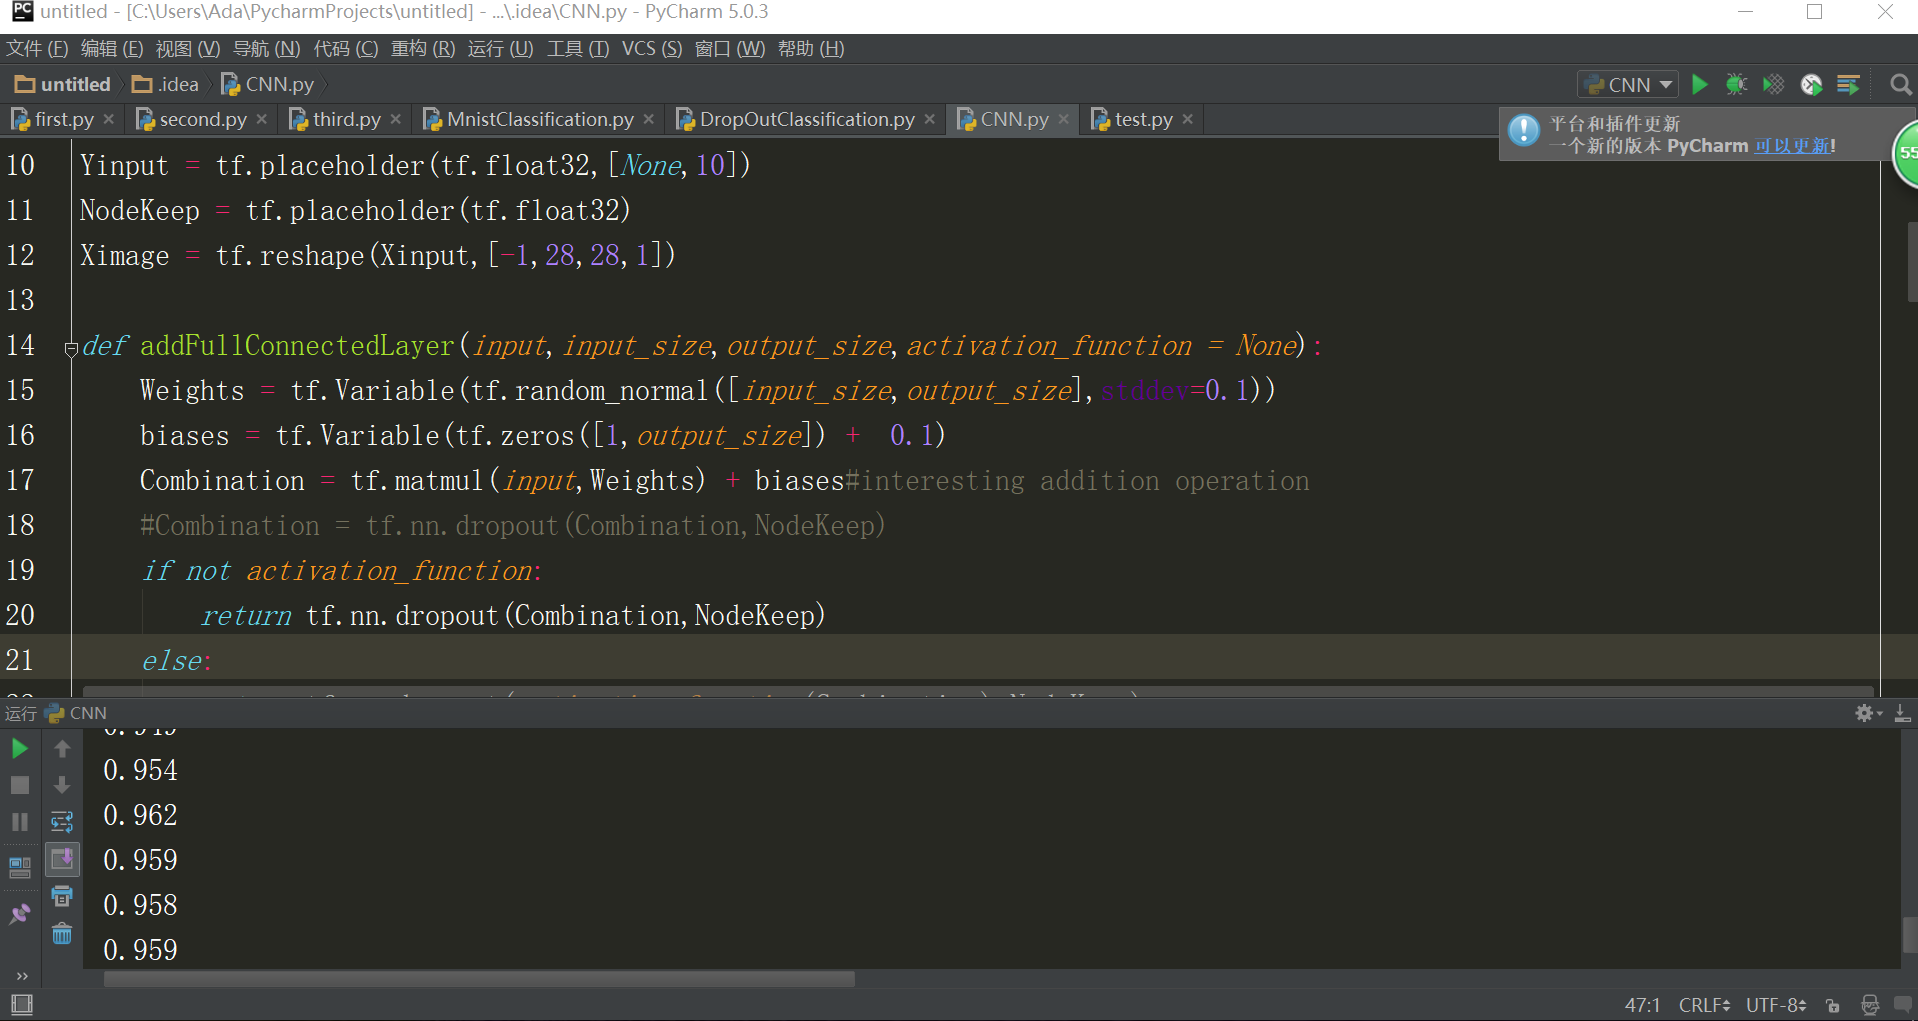 untitled - [C:\Users\Ada\PycharmProjects\untitled] - ...\.idea\CNN.py - PyCharm 5.0.3
文件 (F) 编辑 (E) 视图 (V) 导航 (N) 代码 (C) 重构 (R) 运行 (U) 工具 (T) VCS (S) 窗口 (W) 帮助 (H)
untitled .idea CNN.py CNN
first.py second.py third.py MnistClassification.py DropOutClassification.py CNN.py test.py
平台和插件更新
一个新的版本 PyCharm 可以更新!
55
10 Yinput = tf.placeholder(tf.float32,[None,10])
11 NodeKeep = tf.placeholder(tf.float32)
12 Ximage = tf.reshape(Xinput,[-1,28,28,1])
13
14 def addFullConnectedLayer(input,input_size,output_size,activation_function = None):
15 Weights = tf.Variable(tf.random_normal([input_size,output_size],stddev=0.1))
16 biases = tf.Variable(tf.zeros([1,output_size]) +  0.1)
17 Combination = tf.matmul(input,Weights) + biases#interesting addition operation
18 #Combination = tf.nn.dropout(Combination,NodeKeep)
19 if not activation_function:
20 return tf.nn.dropout(Combination,NodeKeep)
21 else:
运行 CNN
0.954
0.962
0.959
0.958
0.959
47:1 CRLF UTF-8